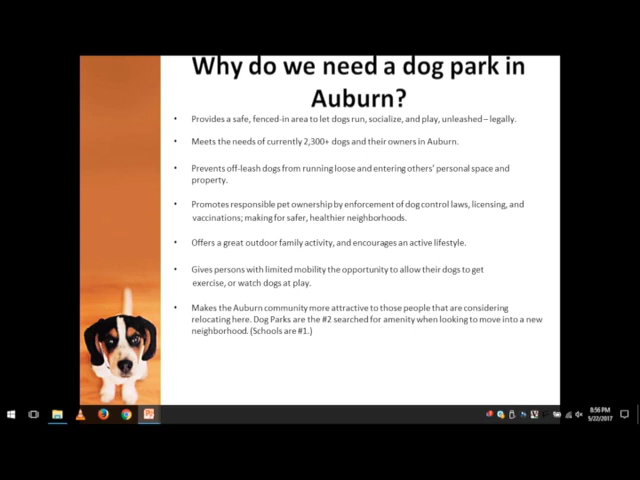 Why do we need a dog park in
Auburn?
• Provides a safe, fenced-in area to let dogs run, socialize, and play, unleashed – legally.
• Meets the needs of currently 2,300+ dogs and their owners in Auburn.
• Prevents off-leash dogs from running loose and entering others' personal space and
property.
• Promotes responsible pet ownership by enforcement of dog control laws, licensing, and
vaccinations; making for safer, healthier neighborhoods.
• Offers a great outdoor family activity, and encourages an active lifestyle.
• Gives persons with limited mobility the opportunity to allow their dogs to get
exercise, or watch dogs at play.
• Makes the Auburn community more attractive to those people that are considering
relocating here. Dog Parks are the #2 searched for amenity when looking to move into a new
neighborhood. (Schools are #1.)
8:56 PM
5/22/2017